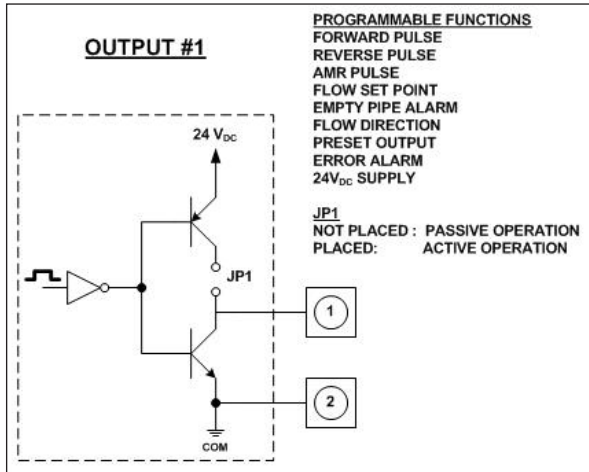 OUTPUT #1
PROGRAMMABLE FUNCTIONS
FORWARD PULSE
REVERSE PULSE
AMR PULSE
FLOW SET POINT
EMPTY PIPE ALARM
FLOW DIRECTION
PRESET OUTPUT
ERROR ALARM
24VDC SUPPLY
JP1
NOT PLACED : PASSIVE OPERATION
PLACED: ACTIVE OPERATION
24 VDC
JP1
1
2
COM